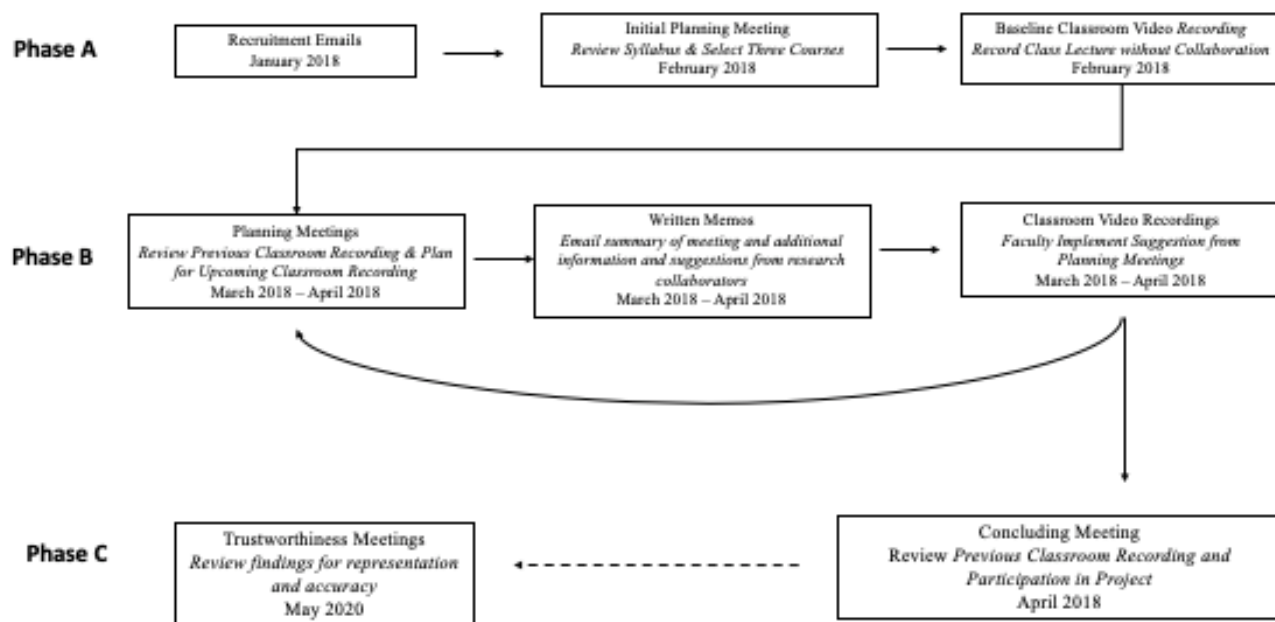 Phase A
Recruitment Emails
January 2018
Initial Planning Meeting
Review Syllabus & Select Three Courses
February 2018
Baseline Classroom Video Recording
Record Class Lecture without Collaboration
February 2018
Phase B
Planning Meetings
Review Previous Classroom Recording & Plan
for Upcoming Classroom Recording
March 2018 – April 2018
Written Memos
Email summary of meeting and additional
information and suggestions from research
collaborators
March 2018 – April 2018
Classroom Video Recordings
Faculty Implement Suggestion from
Planning Meetings
March 2018 – April 2018
Phase C
Trustworthiness Meetings
Review findings for representation
and accuracy
May 2020
Concluding Meeting
Review Previous Classroom Recording and
Participation in Project
April 2018